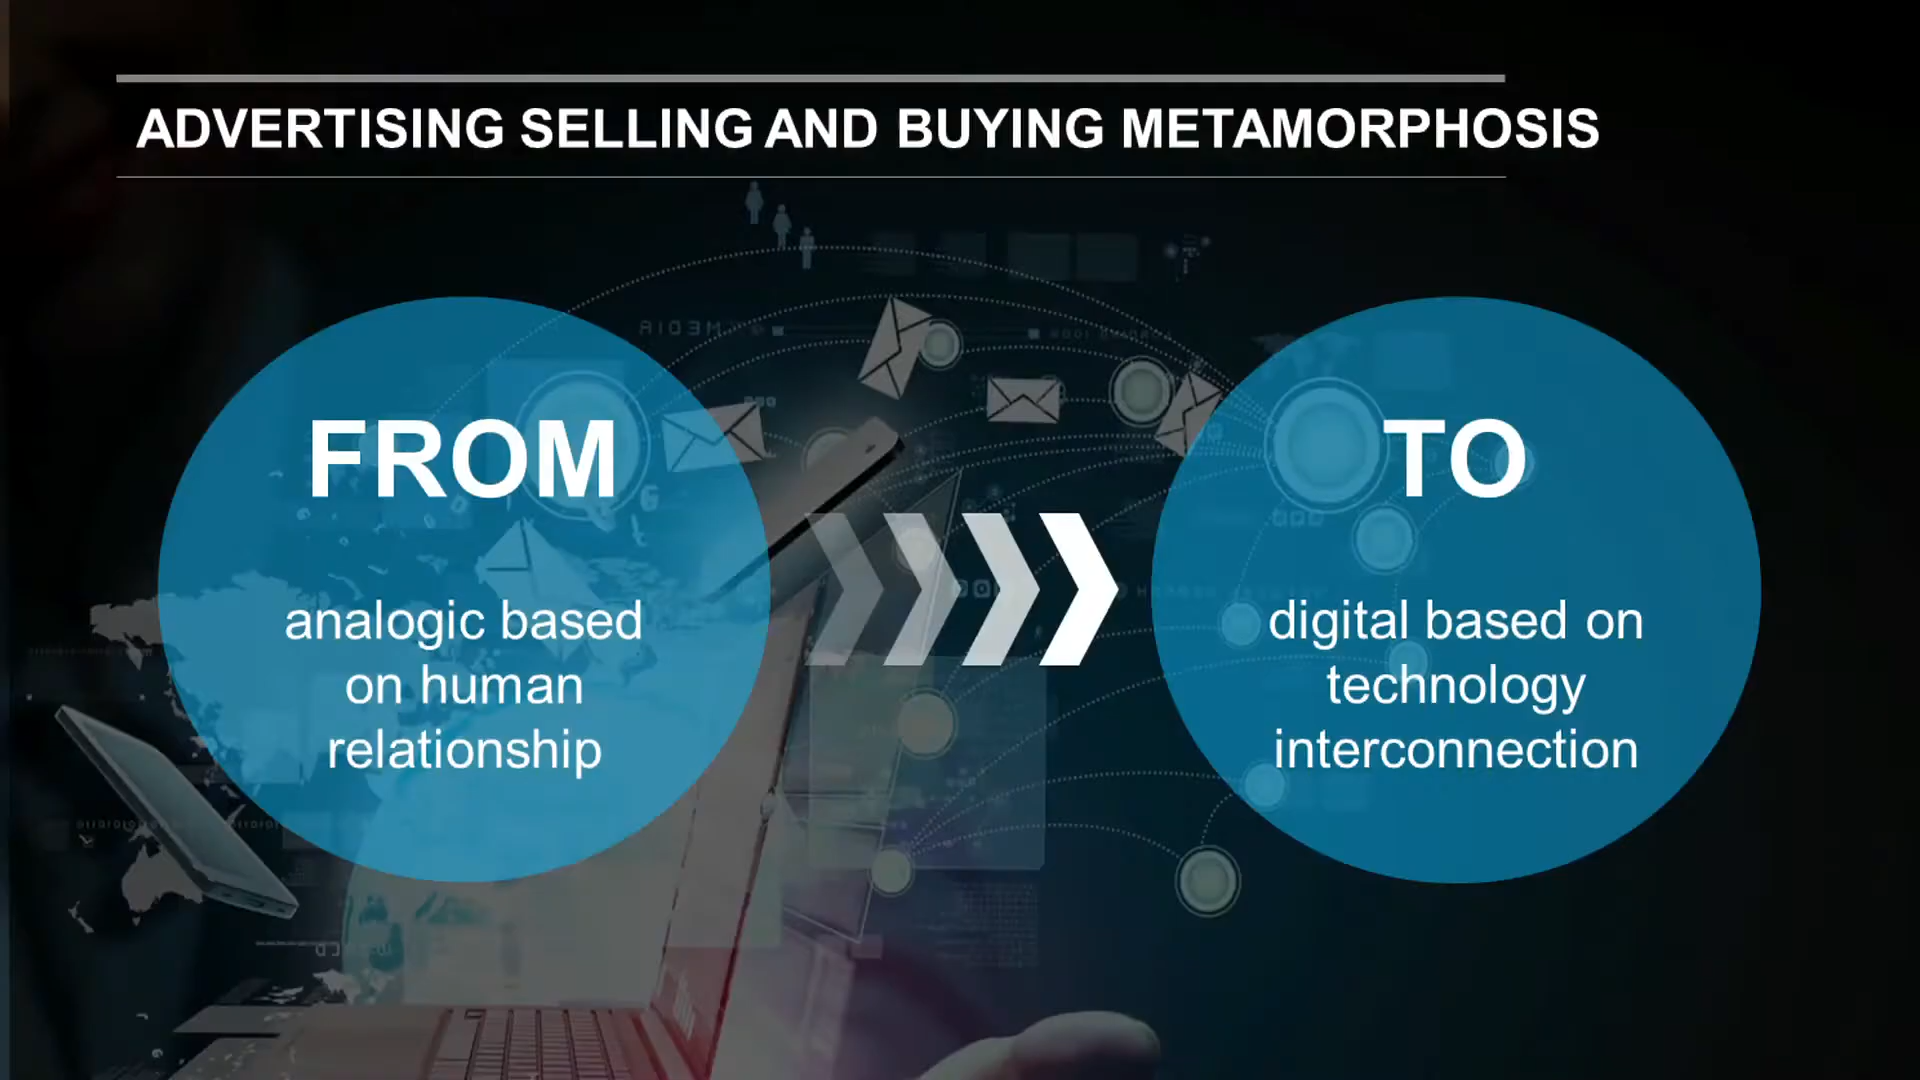 ADVERTISING SELLING AND BUYING METAMORPHOSIS
FROM
analogic based
on human
relationship
TO
digital based on
technology
interconnection